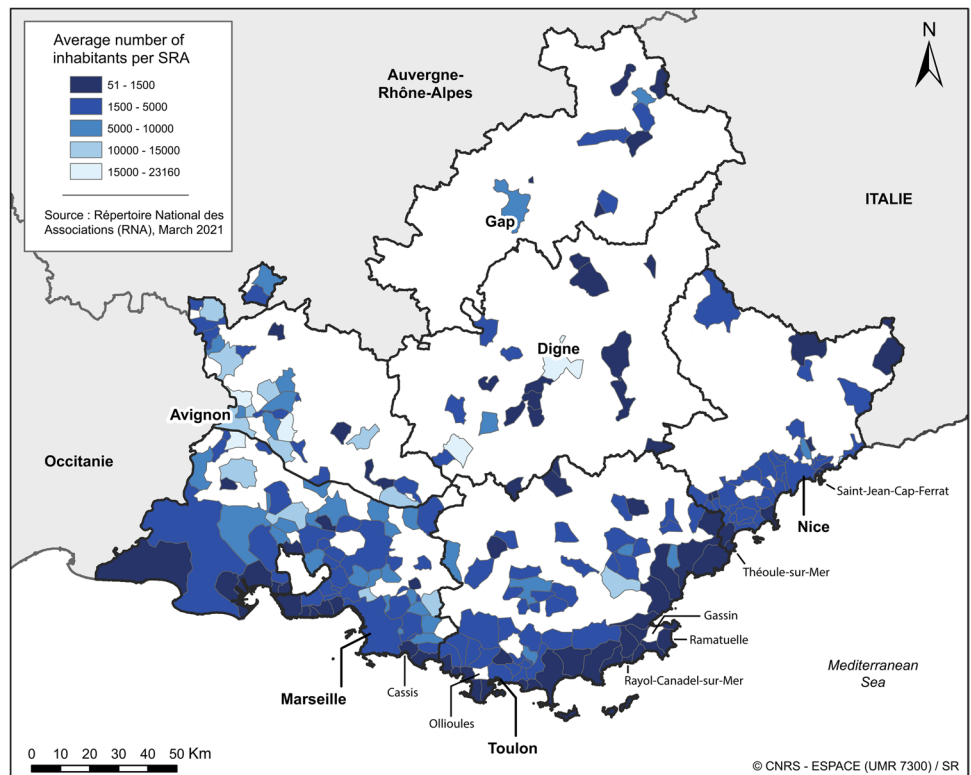 Average number of
inhabitants per SRA
51 - 1500
1500 - 5000
5000 - 10000
10000 - 15000
15000 - 23160
Source : Répertoire National des
Associations (RNA), March 2021
Auvergne-
Rhône-Alpes
N
ITALIE
Gap
Digne
Avignon
Occitanie
Saint-Jean-Cap-Ferrat
Nice
Théoule-sur-Mer
Gassin
Ramatuelle
Rayol-Canadel-sur-Mer
Mediterranean
Sea
Marseille
Cassis
Ollioules
Toulon
0 10 20 30 40 50 Km
© CNRS - ESPACE (UMR 7300) / SR